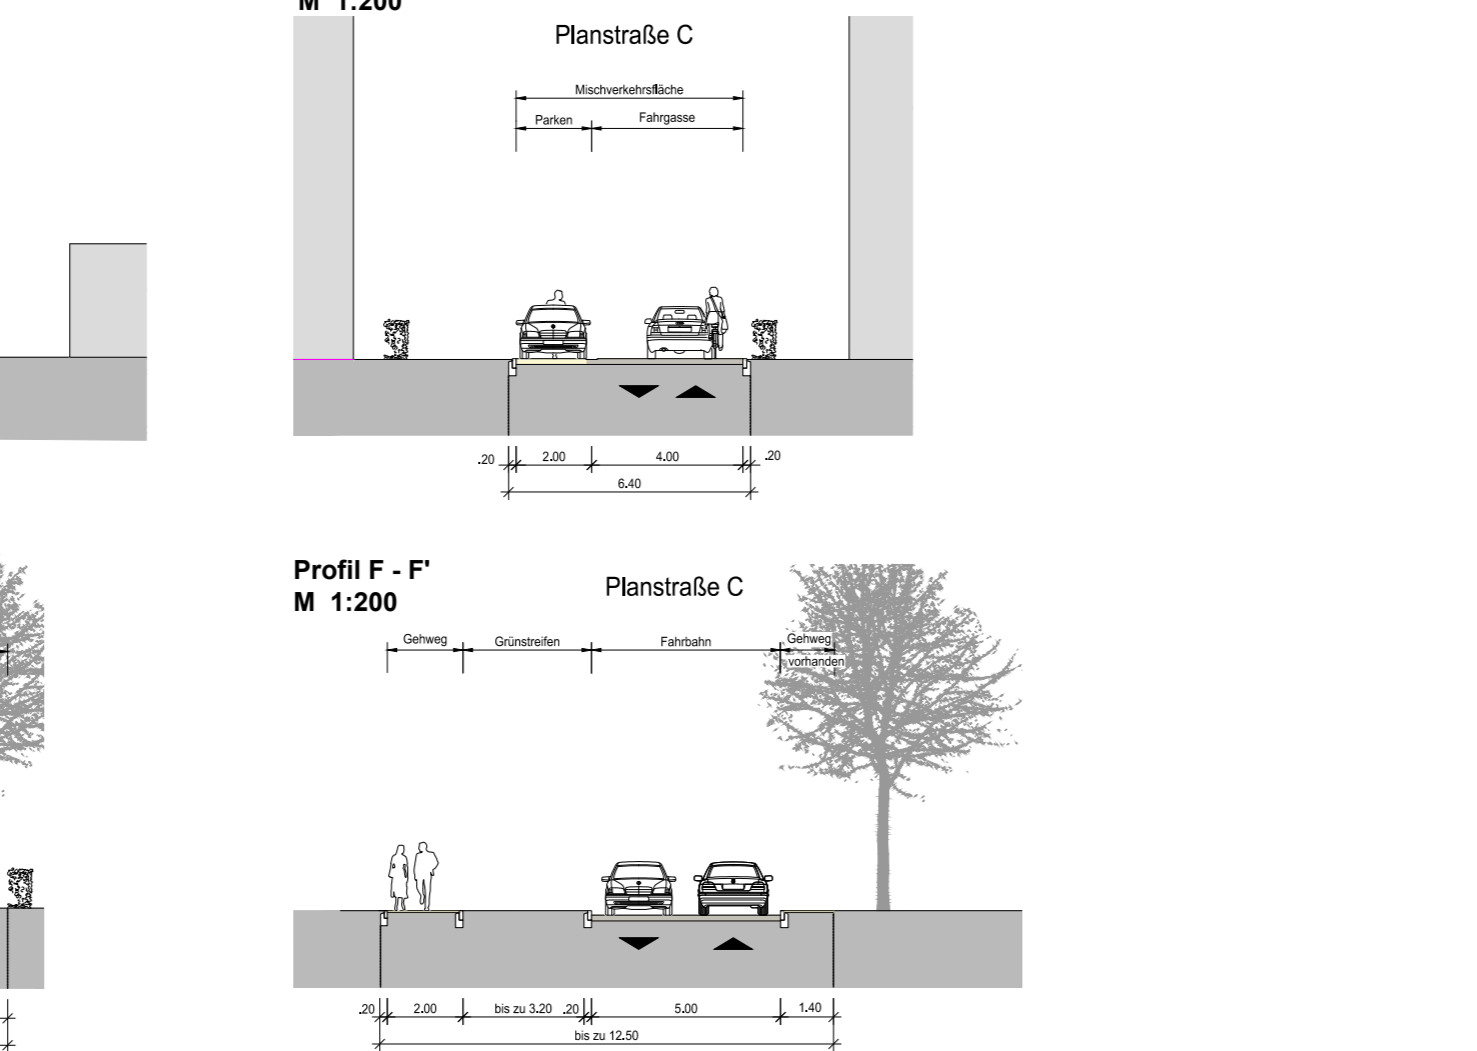 M 1:200
Planstraße C
Mischverkehrsfläche
Parken
Fahrgasse
.20
2.00
4.00
.20
6.40
Profil F - F'
M 1:200
Planstraße C
Gehweg
Grünstreifen
Fahrbahn
Gehweg
vorhanden
.20
2.00
bis zu 3.20
.20
5.00
1.40
bis zu 12.50